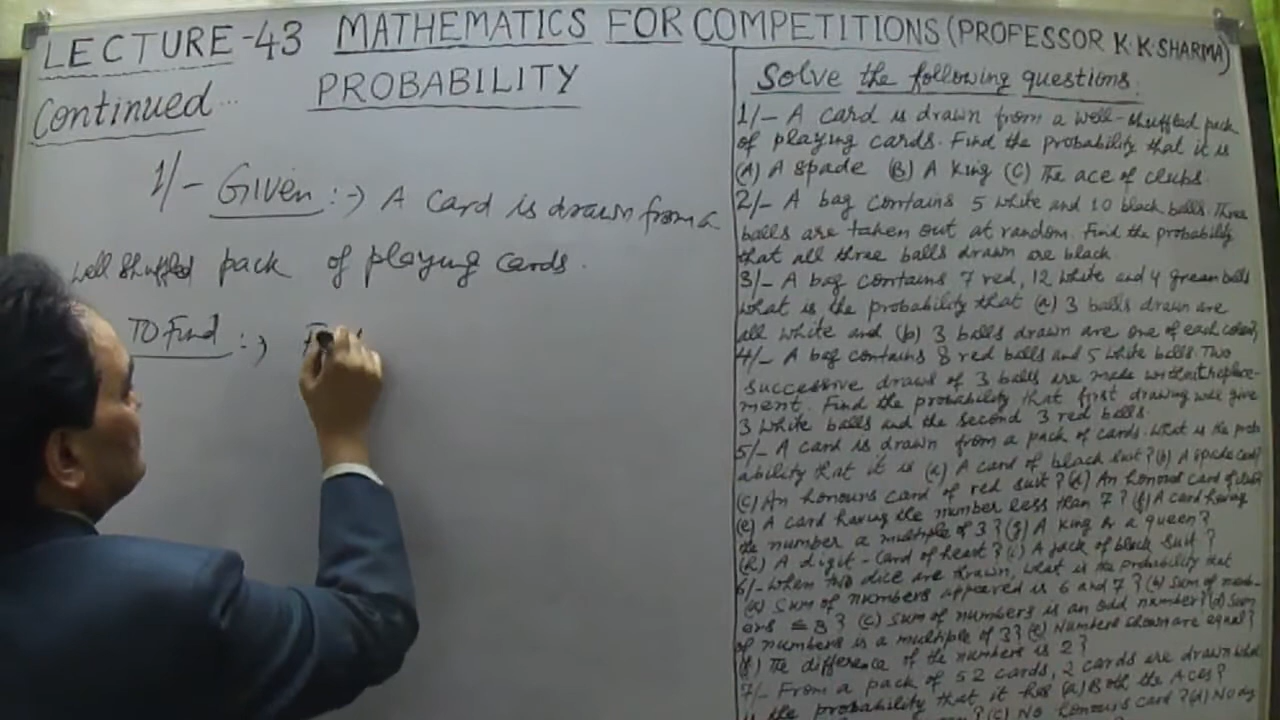 LECTURE-43 MATHEMATICS FOR COMPETITIONS (PROFESSOR K.K.SHARMA)
Continued... PROBABILITY
1/- Given :-> A card is drawn from a
well shuffled pack of playing cards.
TO Find :->
Solve the following questions.
1/- A card is drawn from a well-shuffled pack
of playing cards. Find the probability that it is
(A) A spade (B) A king (C) The ace of clubs.
2/- A bag contains 5 white and 10 black balls. Three
balls are taken out at random. Find the probability
that all three balls drawn are black.
3/- A bag contains 7 red, 12 white and 4 green balls
what is the probability that (a) 3 balls drawn are
all white and (b) 3 balls drawn are one of each colour,
4/- A bag contains 8 red balls and 5 white balls. Two
successive draws of 3 balls are made without replace-
ment. Find the probability that first drawing will give
3 white balls and the second 3 red balls.
5/- A card is drawn from a pack of cards. what is the prob-
ability that it is (a) A card of black suit? (b) A spade card?
(c) An honours card of red suit? (d) An honours card of
(e) A card having the number less than 7? (f) A card having
the number a multiple of 3? (g) A king or a queen?
(h) A digit-card of heart? (i) A jack of black suit?
6/- when two dice are thrown, what is the probability that
(a) Sum of numbers appeared is 6 and 7? (b) Sum of numb-
ers ≤ 3? (c) Sum of numbers is an odd number? (d) Sum
of numbers is a multiple of 3? (e) Numbers shown are equal?
(f) The difference of the numbers is 2?
7/- From a pack of 52 cards, 2 cards are drawn
the probability that it has (a) Both the Aces?
(c) No honours card? (d) No